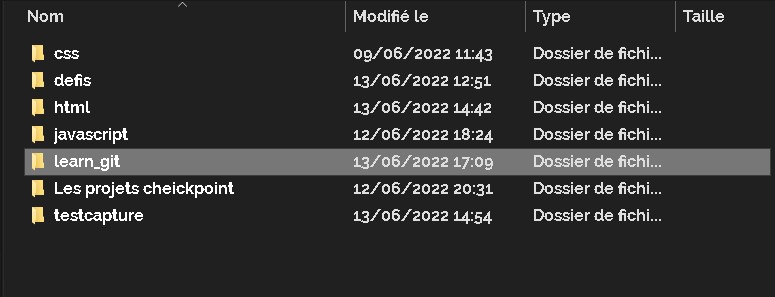 Nom Modifié le Type Taille
css 09/06/2022 11:43 Dossier de fichi...
defis 13/06/2022 12:51 Dossier de fichi...
html 13/06/2022 14:42 Dossier de fichi...
javascript 12/06/2022 18:24 Dossier de fichi...
learn_git 13/06/2022 17:09 Dossier de fichi...
Les projets cheickpoint 12/06/2022 20:31 Dossier de fichi...
testcapture 13/06/2022 14:54 Dossier de fichi...